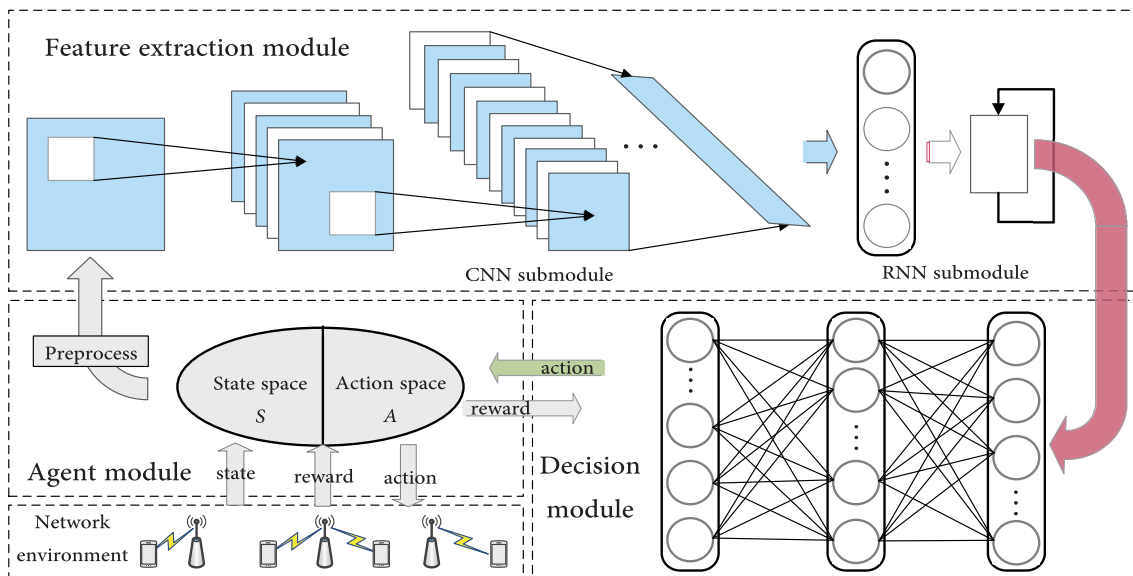 Feature extraction module
CNN submodule
RNN submodule
Preprocess
State space
S
Action space
A
action
reward
Agent module
state
reward
action
Decision
module
Network
environment